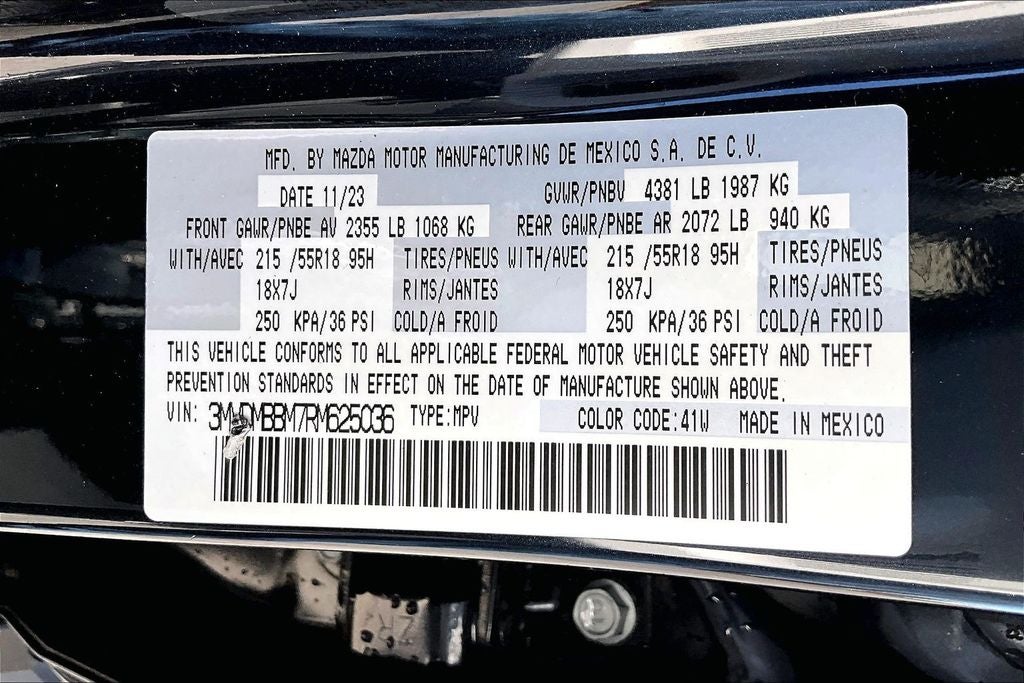 MFD. BY MAZDA MOTOR MANUFACTURING DE MEXICO S.A. DE C.V.
DATE 11/23 GVWR/PNBV 4381 LB 1987 KG
FRONT GAWR/PNBE AV 2355 LB 1068 KG REAR GAWR/PNBE AR 2072 LB 940 KG
WITH/AVEC 215 /55R18 95H TIRES/PNEUS WITH/AVEC 215 /55R18 95H TIRES/PNEUS
18X7J RIMS/JANTES 18X7J RIMS/JANTES
250 KPA/36 PSI COLD/A FROID 250 KPA/36 PSI COLD/A FROID
THIS VEHICLE CONFORMS TO ALL APPLICABLE FEDERAL MOTOR VEHICLE SAFETY AND THEFT
PREVENTION STANDARDS IN EFFECT ON THE DATE OF MANUFACTURE SHOWN ABOVE.
VIN: 3MVDMBBM7RM625036 TYPE:MPV COLOR CODE:41W MADE IN MEXICO